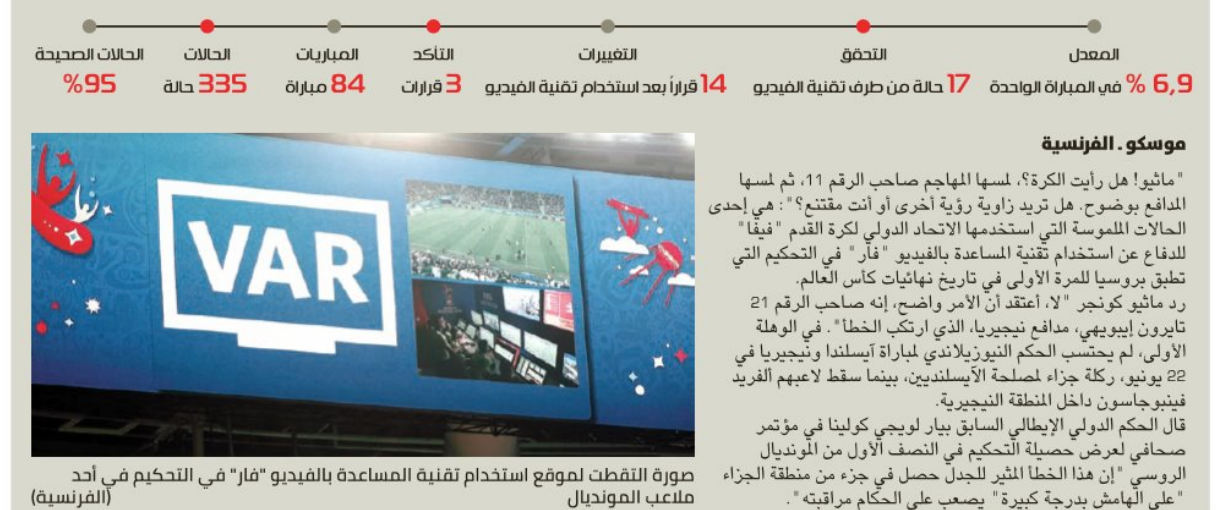 المعدل
6,9 % في المباراة الواحدة
التحقق
17 حالة من طرف تقنية الفيديو
التغييرات
14 قراراً بعد استخدام تقنية الفيديو
التأكد
3 قرارات
المباريات
84 مباراة
الحالات
335 حالة
الحالات الصحيحة
95%
موسكو ـ الفرنسية
"ماثيو! هل رأيت الكرة؟، لمسها المهاجم صاحب الرقم 11، ثم لمسها
المدافع بوضوح. هل تريد زاوية رؤية أخرى أو أنت مقتنع؟": هي إحدى
الحالات الملموسة التي استخدمها الاتحاد الدولي لكرة القدم "فيفا"
للدفاع عن استخدام تقنية المساعدة بالفيديو "فار" في التحكيم التي
تطبق بروسيا للمرة الأولى في تاريخ نهائيات كأس العالم.
رد ماثيو كونجر "لا، أعتقد أن الأمر واضح، إنه صاحب الرقم 21
تايرون إيبويهي، مدافع نيجيريا، الذي ارتكب الخطأ". في الوهلة
الأولى، لم يحتسب الحكم النيوزيلاندي لمباراة آيسلندا ونيجيريا في
22 يونيو، ركلة جزاء لمصلحة الآيسلنديين، بينما سقط لاعبهم ألفريد
فينبوجاسون داخل المنطقة النيجيرية.
قال الحكم الدولي الإيطالي السابق بيار لويجي كولينا في مؤتمر
صحافي لعرض حصيلة التحكيم في النصف الأول من المونديال
الروسي "إن هذا الخطأ المثير للجدل حصل في جزء من منطقة الجزاء
"على الهامش بدرجة كبيرة" يصعب على الحكام مراقبته".
VAR
صورة التقطت لموقع استخدام تقنية المساعدة بالفيديو "فار" في التحكيم في أحد
ملاعب المونديال (الفرنسية)